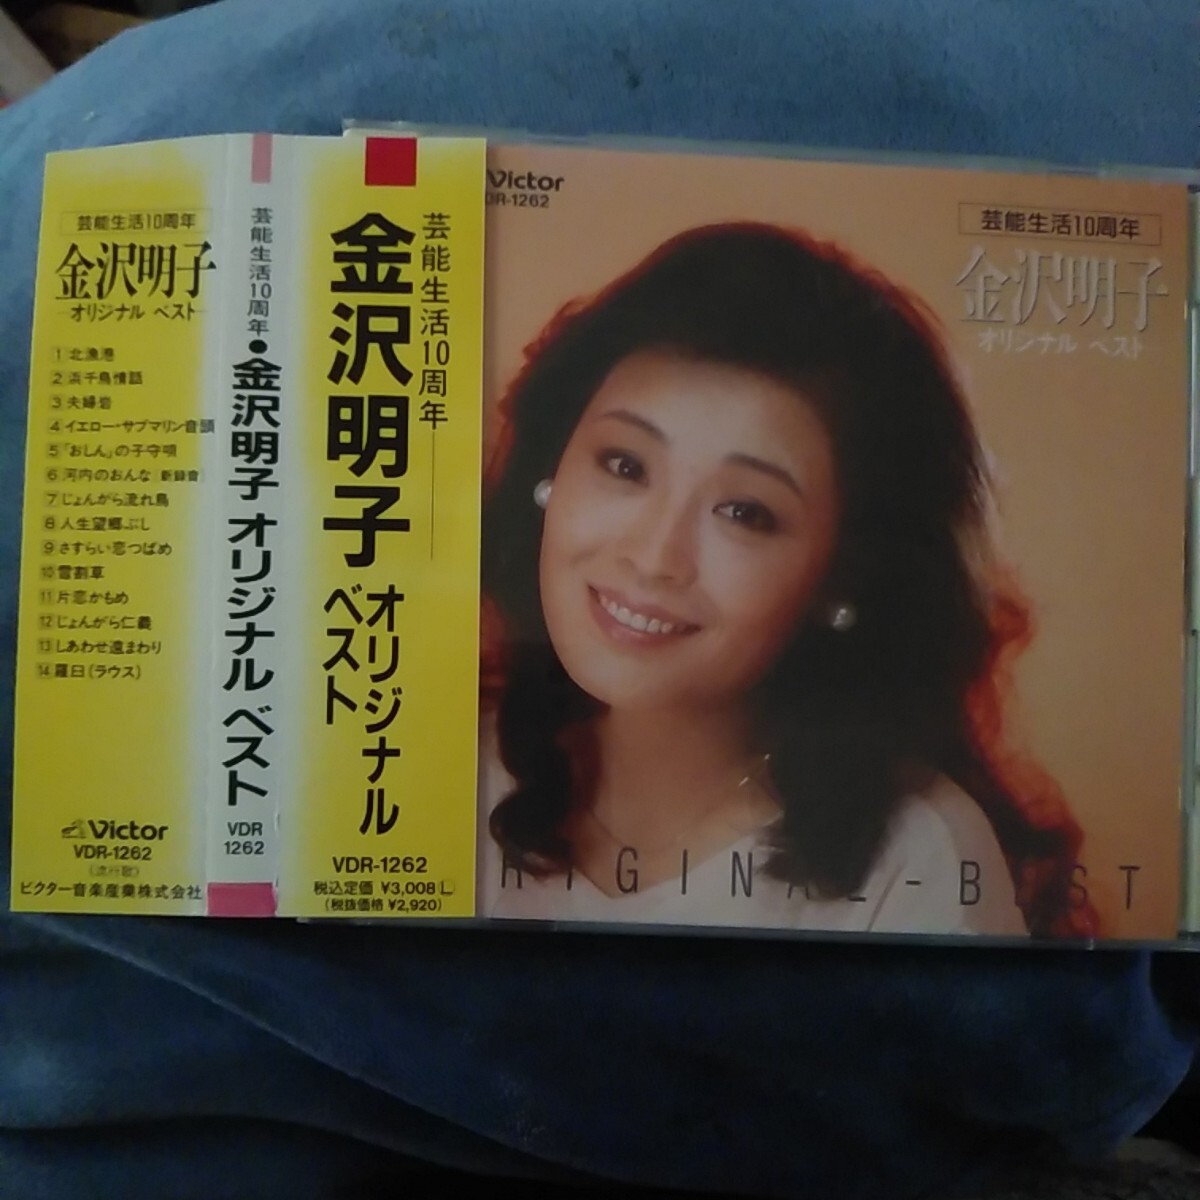 芸能生活10周年
金沢明子
オリジナル ベスト
1 北漁港
2 浜千鳥情話
3 夫婦岩
4 イエロー・サブマリン音頭
5 「おしん」の子守唄
6 河内のおんな 新録音
7 じょんがら流れ鳥
8 人生望郷ぶし
9 さすらい恋つばめ
10 雪割草
11 片恋かもめ
12 じょんがら仁義
13 しあわせ遠まわり
14 羅臼(ラウス)
Victor
VDR-1262
(流行歌)
ビクター音楽産業株式会社
芸能生活10周年●金沢明子 オリジナル ベスト
VDR
1262
芸能生活10周年
金沢明子 オリジナル
ベスト
VDR-1262
税込定価 ¥3,008 L
(税抜価格 ¥2,920)
Victor
DR-1262
芸能生活10周年
金沢明子
オリジナル ベスト
RIGINAL-BEST